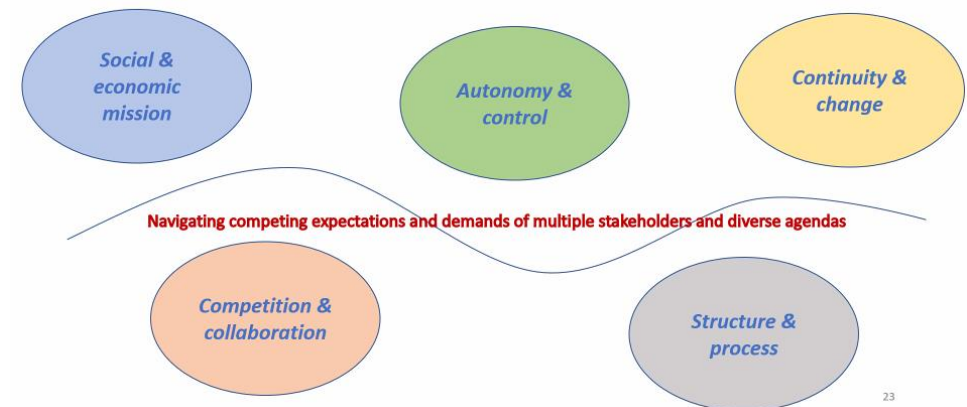 Social &
economic
mission
Autonomy &
control
Continuity &
change
Navigating competing expectations and demands of multiple stakeholders and diverse agendas
Competition &
collaboration
Structure &
process
23